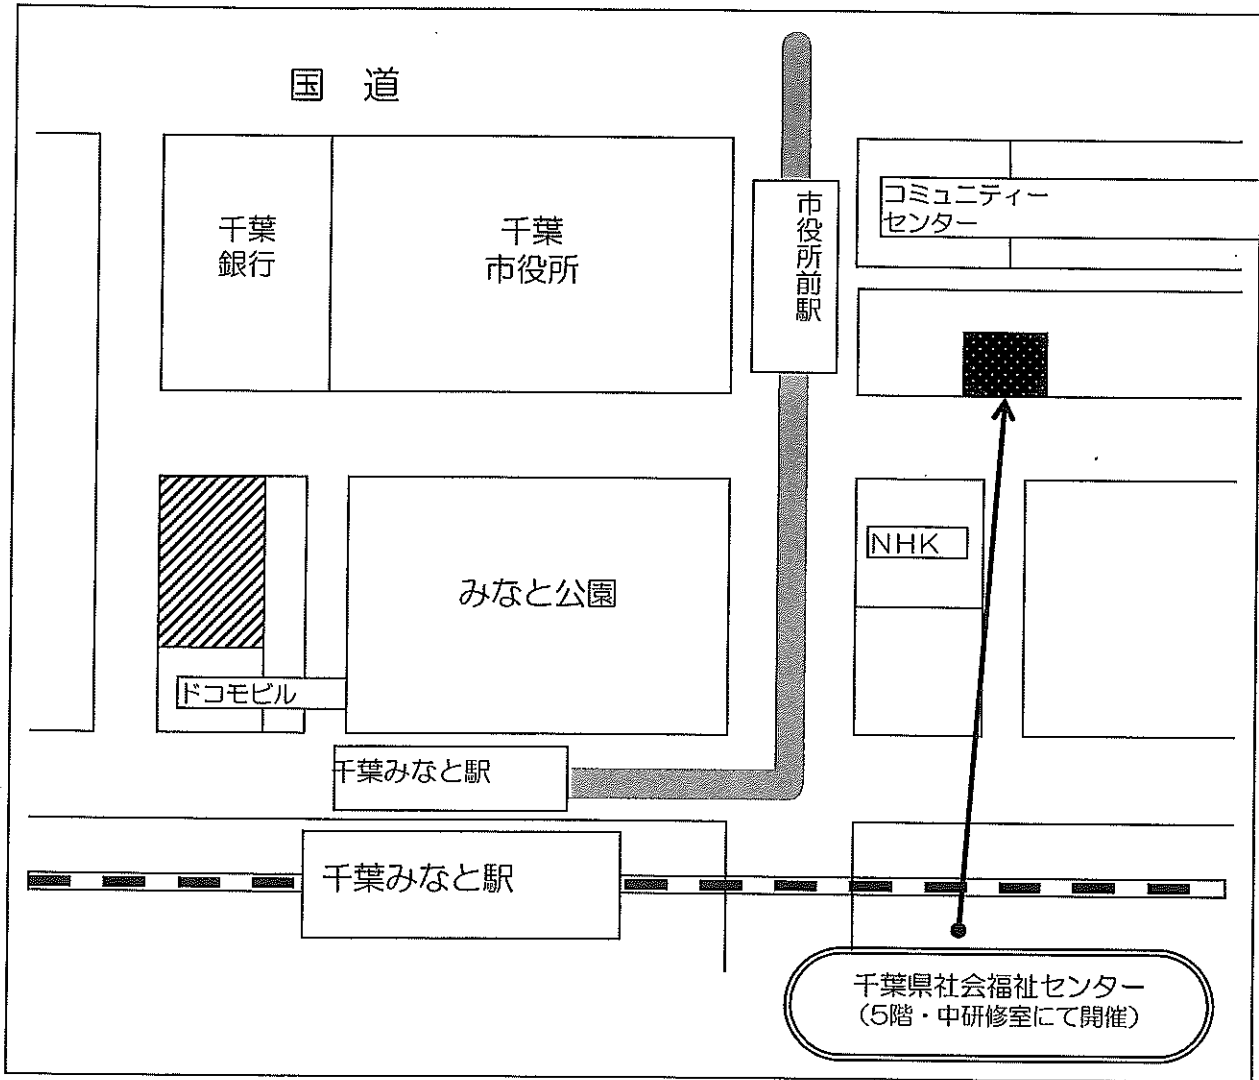 国 道
千葉
銀行
千葉
市役所
市役所前駅
コミュニティー
センター
NHK
みなと公園
ドコモビル
千葉みなと駅
千葉みなと駅
千葉県社会福祉センター
（5階・中研修室にて開催）